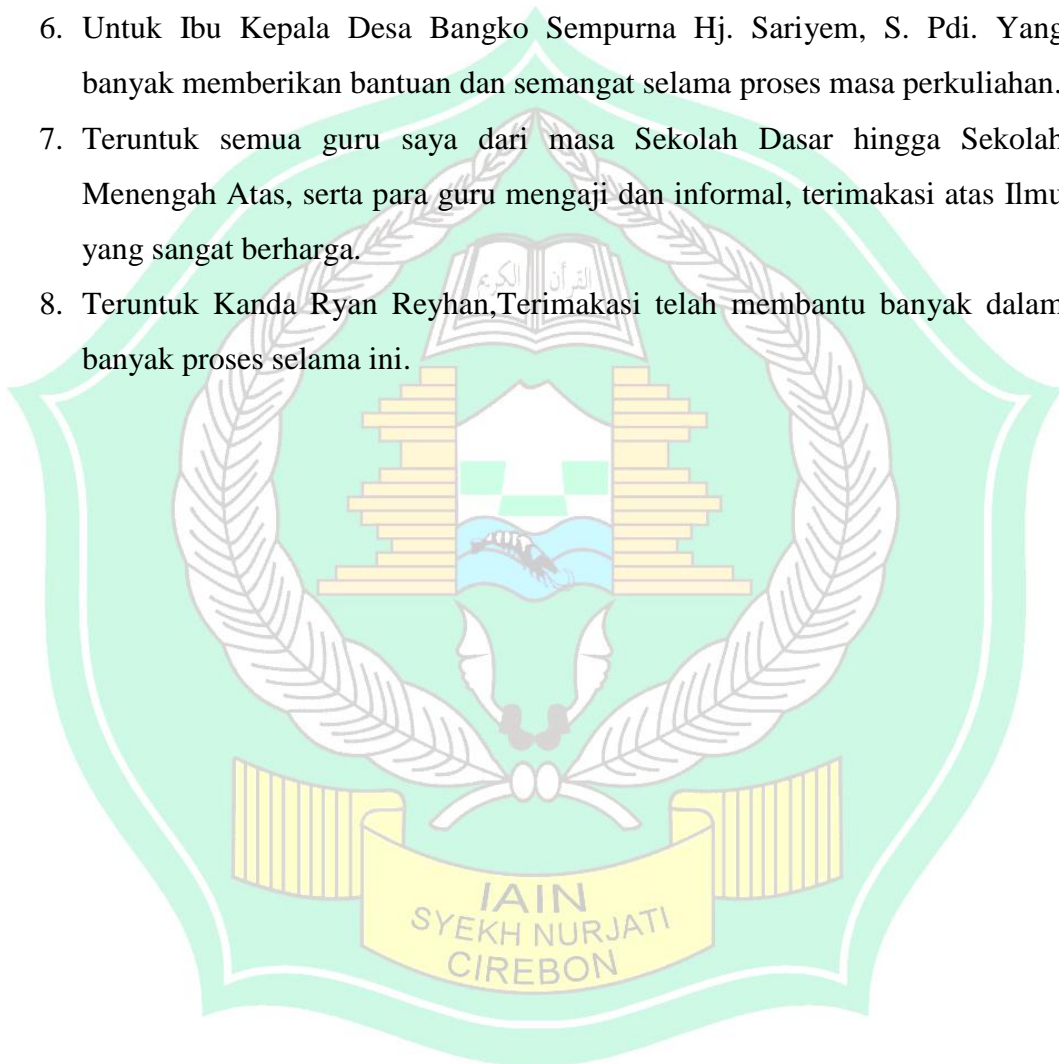 6. Untuk Ibu Kepala Desa Bangko Sempurna Hj. Sariyem, S. Pdi. Yang
banyak memberikan bantuan dan semangat selama proses masa perkuliahan.
7. Teruntuk semua guru saya dari masa Sekolah Dasar hingga Sekolah
Menengah Atas, serta para guru mengaji dan informal, terimakasi atas Ilmu
yang sangat berharga.
القرآن الكريم
8. Teruntuk Kanda Ryan Reyhan,Terimakasi telah membantu banyak dalam
banyak proses selama ini.
IAIN
SYEKH NURJATI
CIREBON